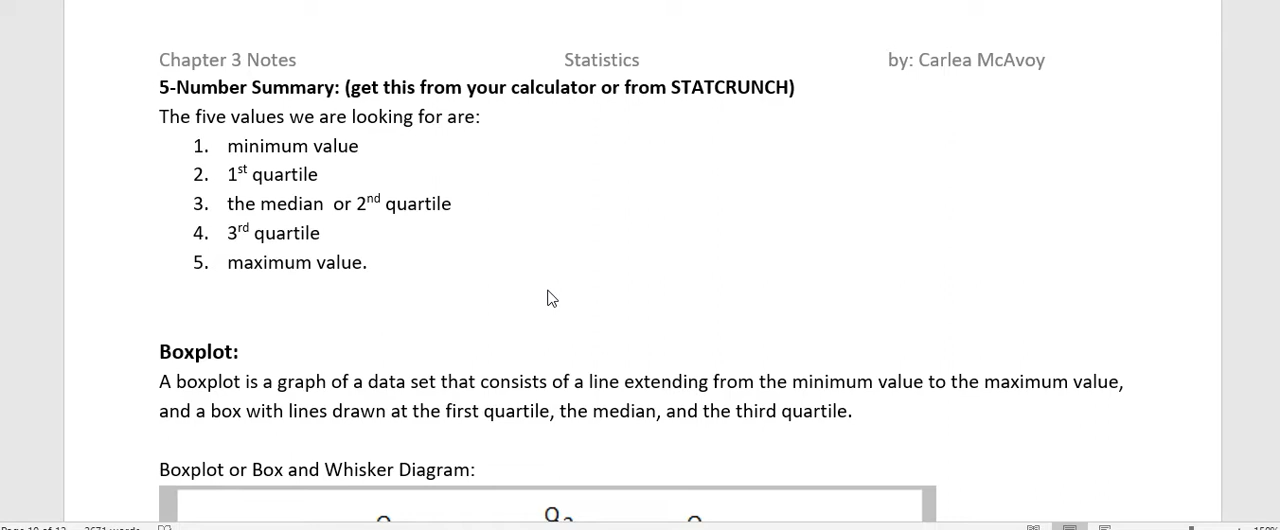 Chapter 3 Notes Statistics by: Carlea McAvoy
5-Number Summary: (get this from your calculator or from STATCRUNCH)
The five values we are looking for are:
1. minimum value
2. 1st quartile
3. the median or 2nd quartile
4. 3rd quartile
5. maximum value.
Boxplot:
A boxplot is a graph of a data set that consists of a line extending from the minimum value to the maximum value,
and a box with lines drawn at the first quartile, the median, and the third quartile.
Boxplot or Box and Whisker Diagram: